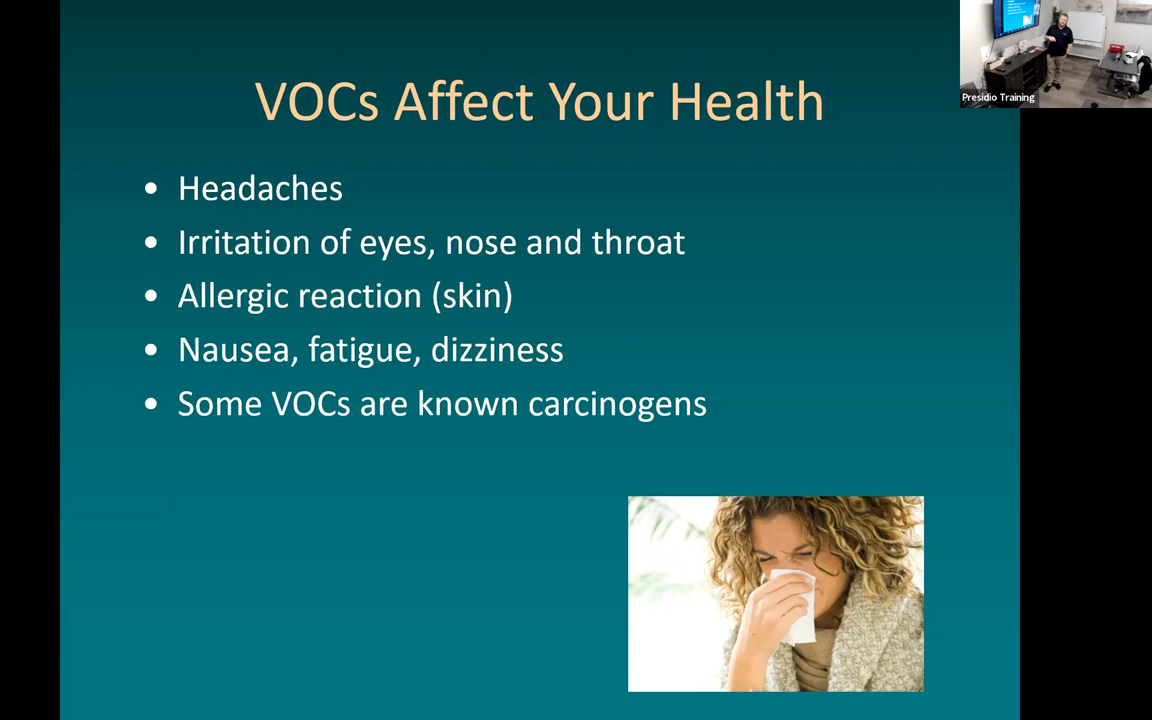 VOCs Affect Your Health
• Headaches
• Irritation of eyes, nose and throat
• Allergic reaction (skin)
• Nausea, fatigue, dizziness
• Some VOCs are known carcinogens
Presidio Training